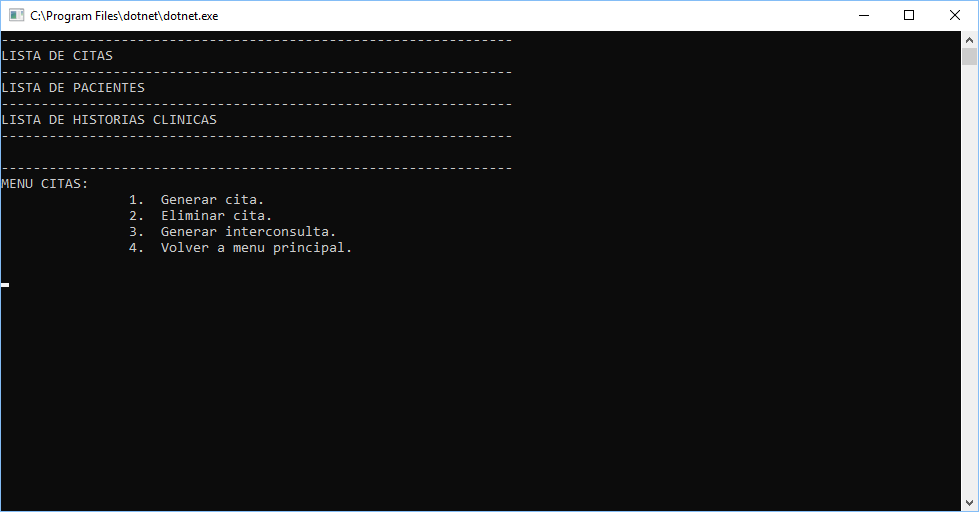 C:\Program Files\dotnet\dotnet.exe
----------------------------------------------------------------
LISTA DE CITAS
----------------------------------------------------------------
LISTA DE PACIENTES
----------------------------------------------------------------
LISTA DE HISTORIAS CLINICAS
----------------------------------------------------------------
----------------------------------------------------------------
MENU CITAS:
1. Generar cita.
2. Eliminar cita.
3. Generar interconsulta.
4. Volver a menu principal.